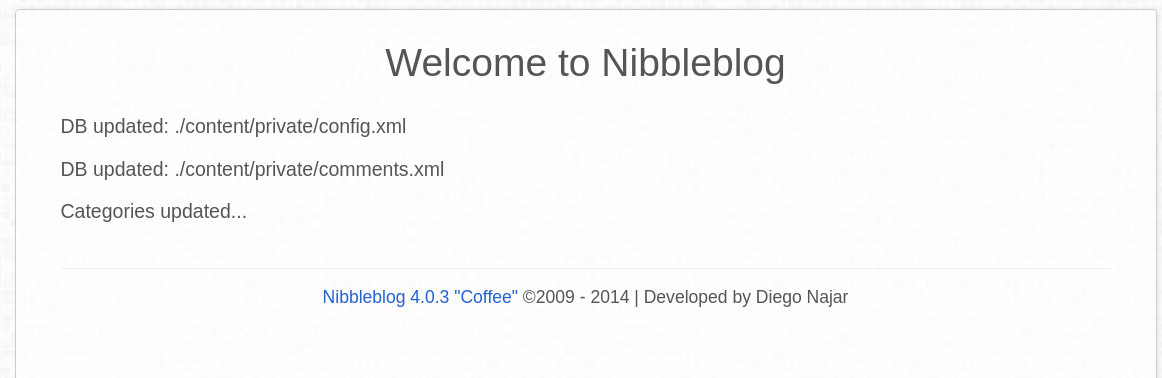 Welcome to Nibbleblog
DB updated: ./content/private/config.xml
DB updated: ./content/private/comments.xml
Categories updated...
Nibbleblog 4.0.3 "Coffee" ©2009 - 2014 | Developed by Diego Najar